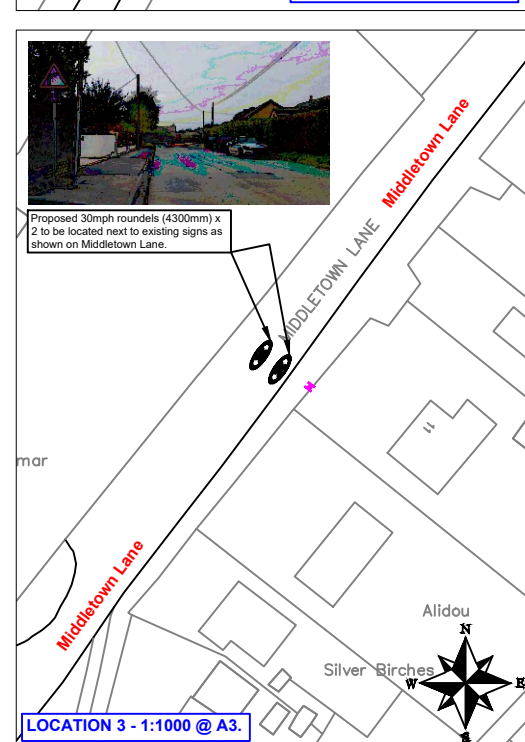 Middletown Lane
Proposed 30mph roundels (4300mm) x
2 to be located next to existing signs as
shown on Middletown Lane.
MIDDLETOWN LANE
11
mar
Middletown Lane
Alidou
N
Silver Birches
W
E
S
LOCATION 3 - 1:1000 @ A3.